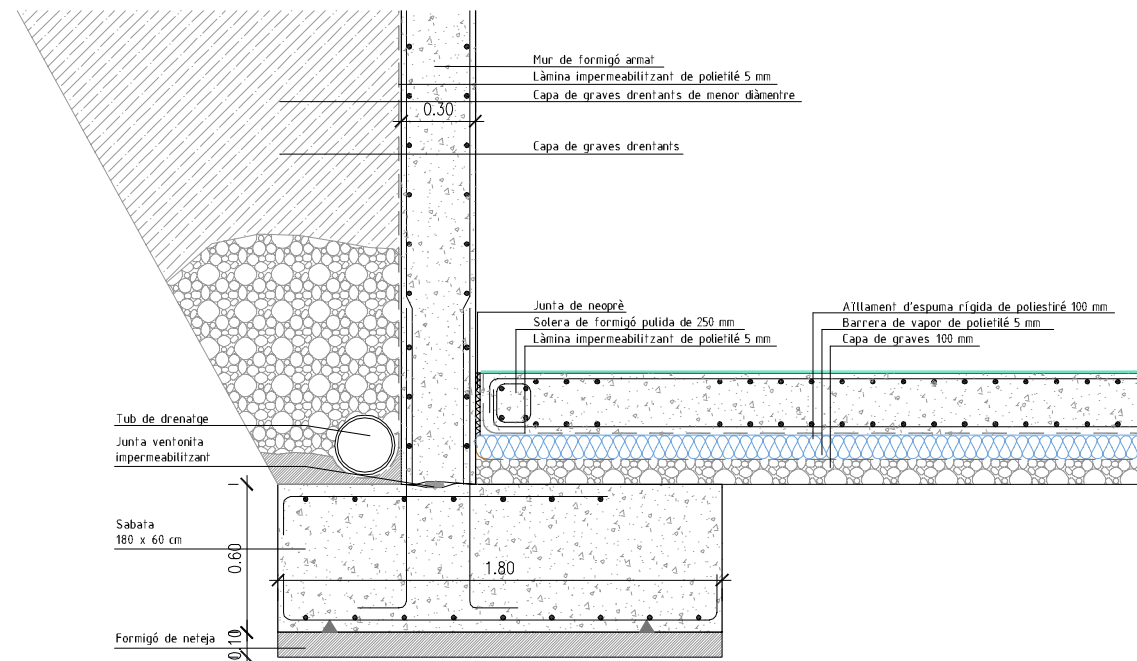 Mur de formigó armat
Làmina impermeabilitzant de polietilé 5 mm
Capa de graves drentants de menor diàmentre
0.30
Capa de graves drentants
Junta de neoprè
Solera de formigó pulida de 250 mm
Làmina impermeabilitzant de polietilé 5 mm
Aïllament d'espuma rígida de poliestiré 100 mm
Barrera de vapor de polietilé 5 mm
Capa de graves 100 mm
Tub de drenatge
Junta ventonita
impermeabilitzant
Sabata
180 x 60 cm
0.60
1.80
Formigó de neteja
0.10